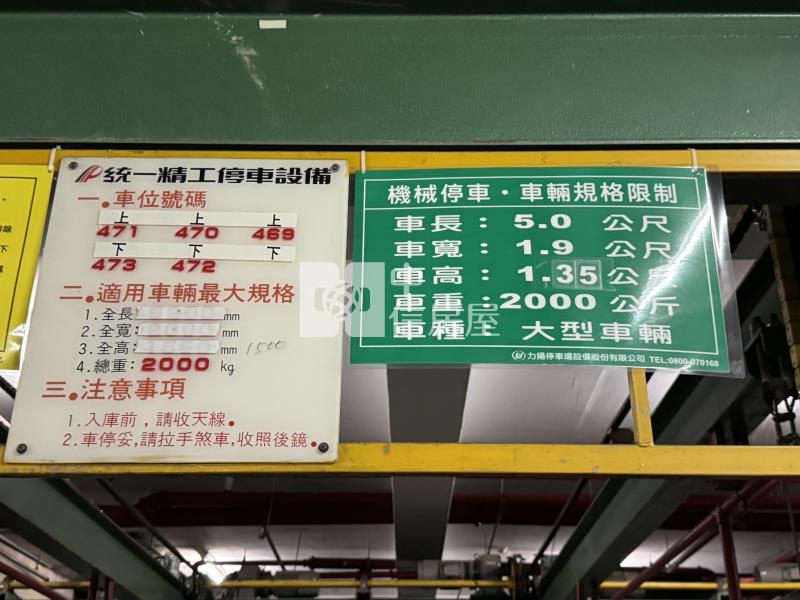 統一精工停車設備
一.車位號碼
上 上 上
471 470 469
下 下 下
473 472
二.適用車輛最大規格
1.全長 mm
2.全寬 mm
3.全高 mm 1500
4.總重:2000 kg
三.注意事項
1.入庫前,請收天線。
2.車停妥,請拉手煞車,收照後鏡。
機械停車・車輛規格限制
車長:5.0 公尺
車寬:1.9 公尺
車高:1.35 公尺
車重:2000 公斤
車種:大型車輛
力揚停車場設備股份有限公司 TEL:0800-070168
住居屋
除
下